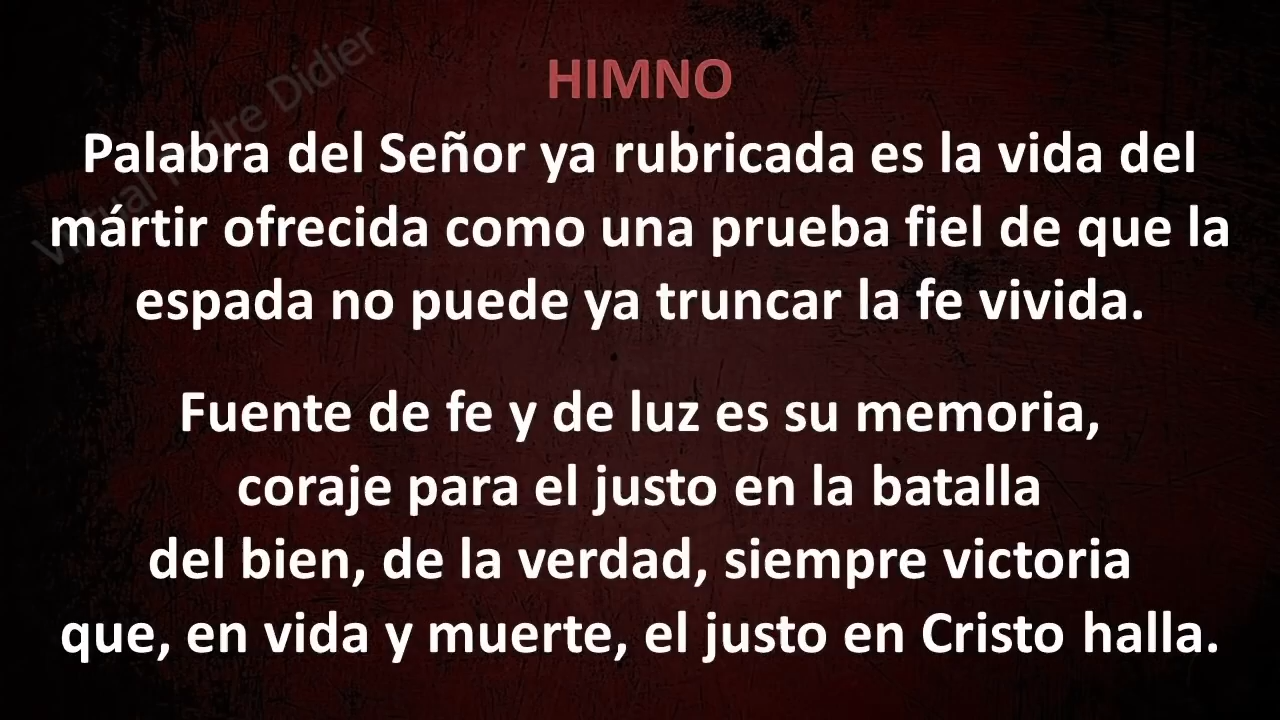 HIMNO
Palabra del Señor ya rubricada es la vida del
mártir ofrecida como una prueba fiel de que la
espada no puede ya truncar la fe vivida.
Fuente de fe y de luz es su memoria,
coraje para el justo en la batalla
del bien, de la verdad, siempre victoria
que, en vida y muerte, el justo en Cristo halla.
Didier